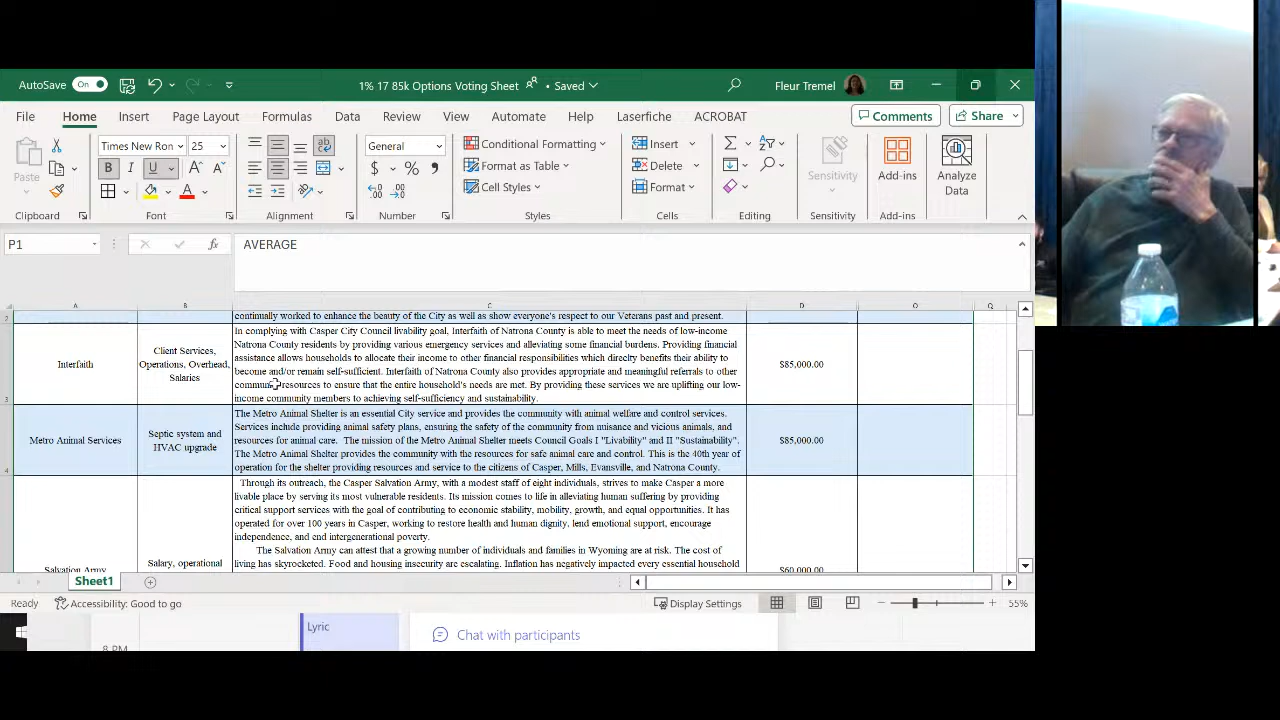 AutoSave On 1% 17 85k Options Voting Sheet • Saved Fleur Tremel
File Home Insert Page Layout Formulas Data Review View Automate Help Laserfiche ACROBAT Comments Share
Times New Ron 25 General Conditional Formatting Insert
Paste B I U $ % Format as Table Delete Sensitivity Add-ins Analyze Data
Cell Styles Format
Clipboard Font Alignment Number Styles Cells Editing Sensitivity Add-ins
P1 fx AVERAGE
A B C D O Q
2 continually worked to enhance the beauty of the City as well as show everyone's respect to our Veterans past and present.
In complying with Casper City Council livability goal, Interfaith of Natrona County is able to meet the needs of low-income
Natrona County residents by providing various emergency services and alleviating some financial burdens. Providing financial
assistance allows households to allocate their income to other financial responsibilities which direclty benefits their ability to
become and/or remain self-sufficient. Interfaith of Natrona County also provides appropriate and meaningful referrals to other
resources to ensure that the entire household's needs are met. By providing these services we are uplifting our low-
income community members to achieving self-sufficiency and sustainability.
3 Interfaith
Client Services,
Operations, Overhead,
Salaries
$85,000.00
The Metro Animal Shelter is an essential City service and provides the community with animal welfare and control services.
Services include providing animal safety plans, ensuring the safety of the community from nuisance and vicious animals, and
resources for animal care. The mission of the Metro Animal Shelter meets Council Goals I "Livability" and II "Sustainability".
The Metro Animal Shelter provides the community with the resources for safe animal care and control. This is the 40th year of
operation for the shelter providing resources and service to the citizens of Casper, Mills, Evansville, and Natrona County.
4 Metro Animal Services
Septic system and
HVAC upgrade
$85,000.00
Through its outreach, the Casper Salvation Army, with a modest staff of eight individuals, strives to make Casper a more
livable place by serving its most vulnerable residents. Its mission comes to life in alleviating human suffering by providing
critical support services with the goal of contributing to economic stability, mobility, growth, and equal opportunities. It has
operated for over 100 years in Casper, working to restore health and human dignity, lend emotional support, encourage
independence, and end intergenerational poverty.
The Salvation Army can attest that a growing number of individuals and families in Wyoming are at risk. The cost of
living has skyrocketed. Food and housing insecurity are escalating. Inflation has negatively impacted every essential household
Salvation Army Salary, operational $60,000.00
Sheet1
Ready Accessibility: Good to go Display Settings 55%
Lyric Chat with participants
8 PM